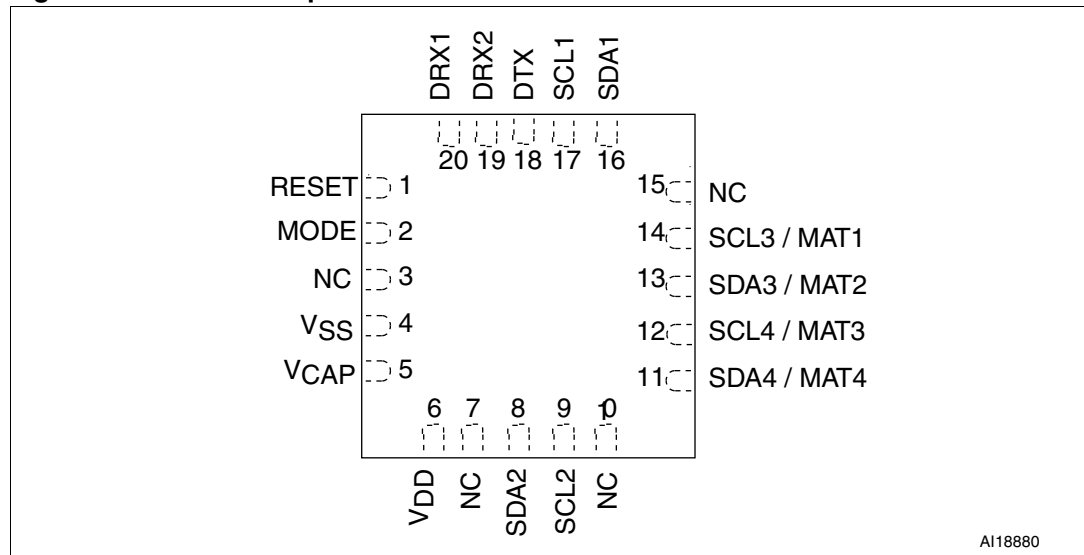 DRX1
DRX2
DTX
SCL1
SDA1
20 19 18 17 16
RESET 1
MODE 2
NC 3
VSS 4
VCAP 5
15 NC
14 SCL3 / MAT1
13 SDA3 / MAT2
12 SCL4 / MAT3
11 SDA4 / MAT4
6 7 8 9 10
VDD
NC
SDA2
SCL2
NC
AI18880